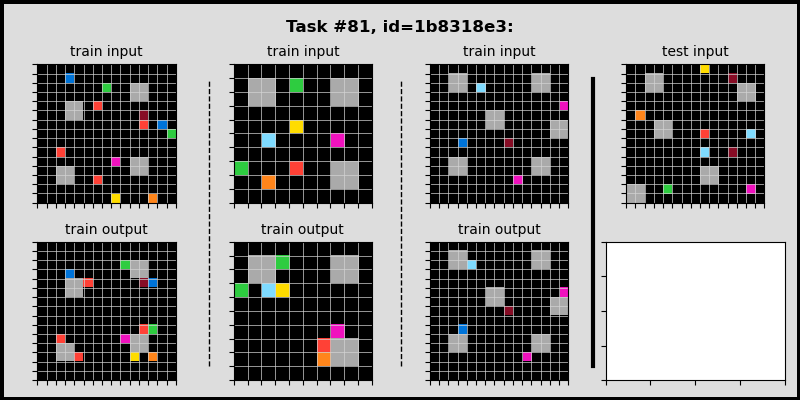 Task #81, id=1b8318e3:
train input
train input
train input
test input
train output
train output
train output